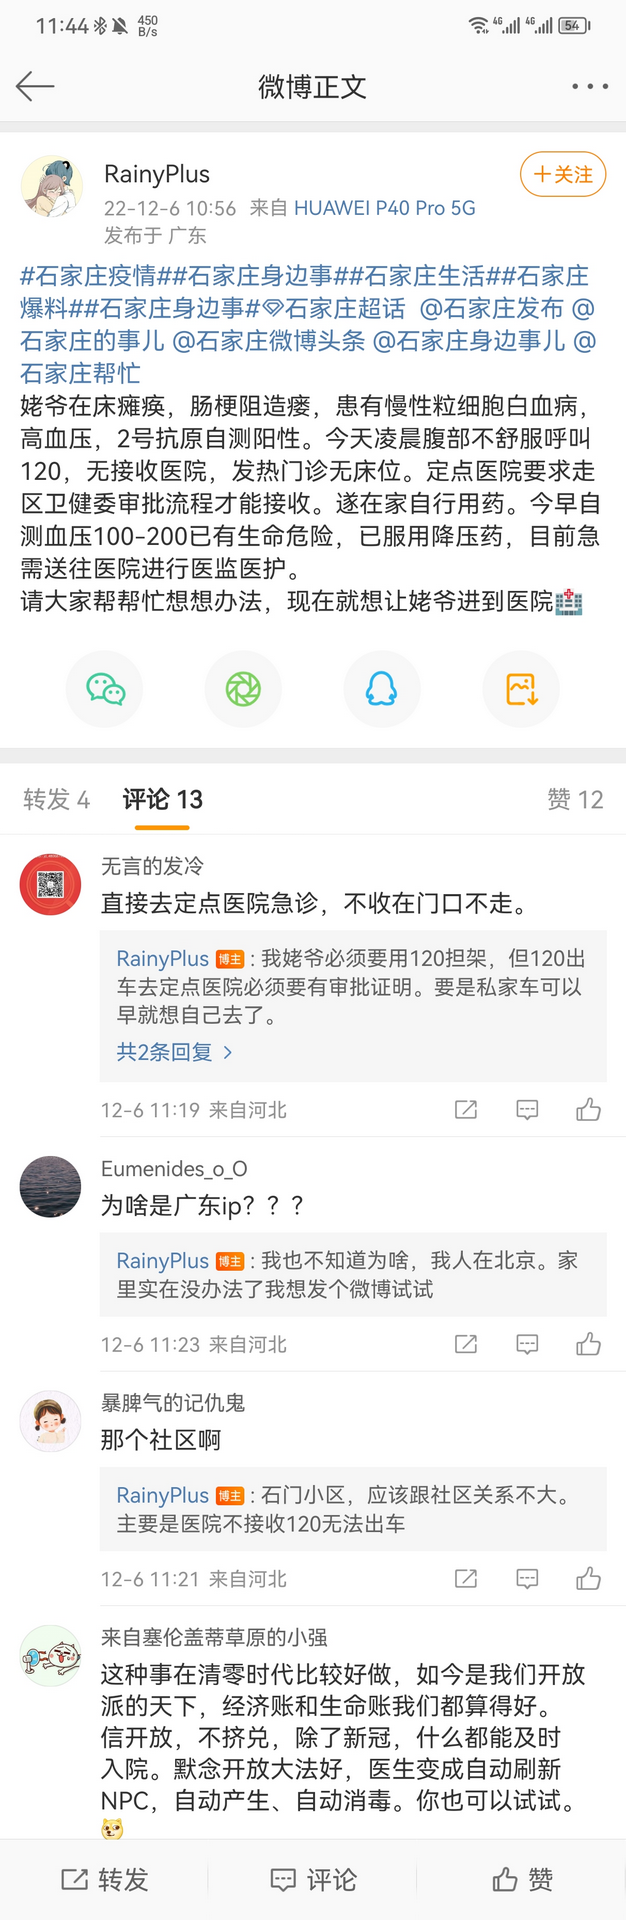 11:44 450 B/s 4G 4G 54
微博正文
RainyPlus
十关注
22-12-6 10:56 来自 HUAWEI P40 Pro 5G
发布于 广东
#石家庄疫情##石家庄身边事##石家庄生活##石家庄
爆料##石家庄身边事#石家庄超话 @石家庄发布 @
石家庄的事儿 @石家庄微博头条 @石家庄身边事儿 @
石家庄帮忙
姥爷在床瘫痪，肠梗阻造瘘，患有慢性粒细胞白血病，
高血压，2号抗原自测阳性。今天凌晨腹部不舒服呼叫
120，无接收医院，发热门诊无床位。定点医院要求走
区卫健委审批流程才能接收。遂在家自行用药。今早自
测血压100-200已有生命危险，已服用降压药，目前急
需送往医院进行医监医护。
请大家帮帮忙想想办法，现在就想让姥爷进到医院🏥
转发 4 评论 13 赞 12
无言的发冷
直接去定点医院急诊，不收在门口不走。
RainyPlus 博主：我姥爷必须要用120担架，但120出
车去定点医院必须要有审批证明。要是私家车可以
早就想自己去了。
共2条回复 >
12-6 11:19 来自河北
Eumenides_o_O
为啥是广东ip？？？
RainyPlus 博主：我也不知道为啥，我人在北京。家
里实在没办法了我想发个微博试试
12-6 11:23 来自河北
暴脾气的记仇鬼
那个社区啊
RainyPlus 博主：石门小区，应该跟社区关系不大。
主要是医院不接收120无法出车
12-6 11:21 来自河北
来自塞伦盖蒂草原的小强
这种事在清零时代比较好做，如今是我们开放
派的天下，经济账和生命账我们都算得好。
信开放，不挤兑，除了新冠，什么都能及时
入院。默念开放大法好，医生变成自动刷新
NPC，自动产生、自动消毒。你也可以试试。
转发 评论 赞